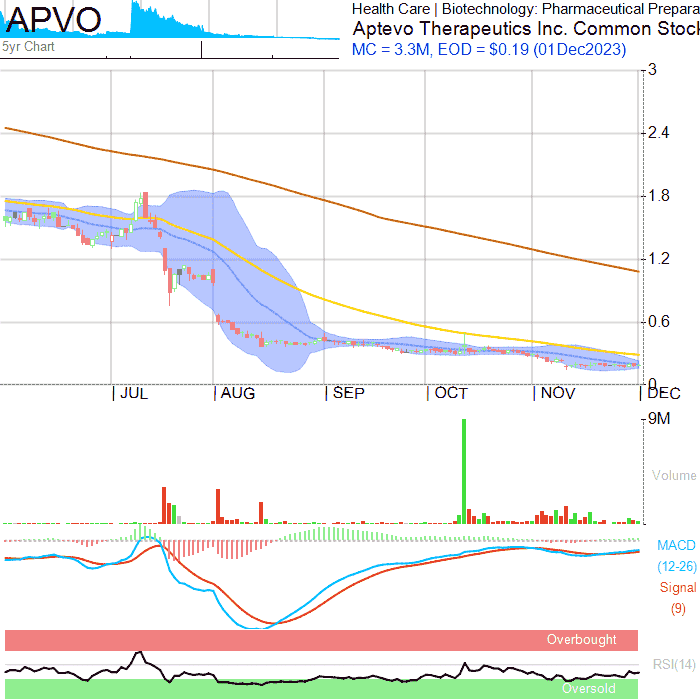 APVO
5yr Chart
Health Care | Biotechnology: Pharmaceutical Prepara
Aptevo Therapeutics Inc. Common Stock
MC = 3.3M, EOD = $0.19 (01Dec2023)
3
2.4
1.8
1.2
0.6
0
JUL AUG SEP OCT NOV DEC
9M
Volume
MACD
(12-26)
Signal
(9)
Overbought
RSI(14)
Oversold